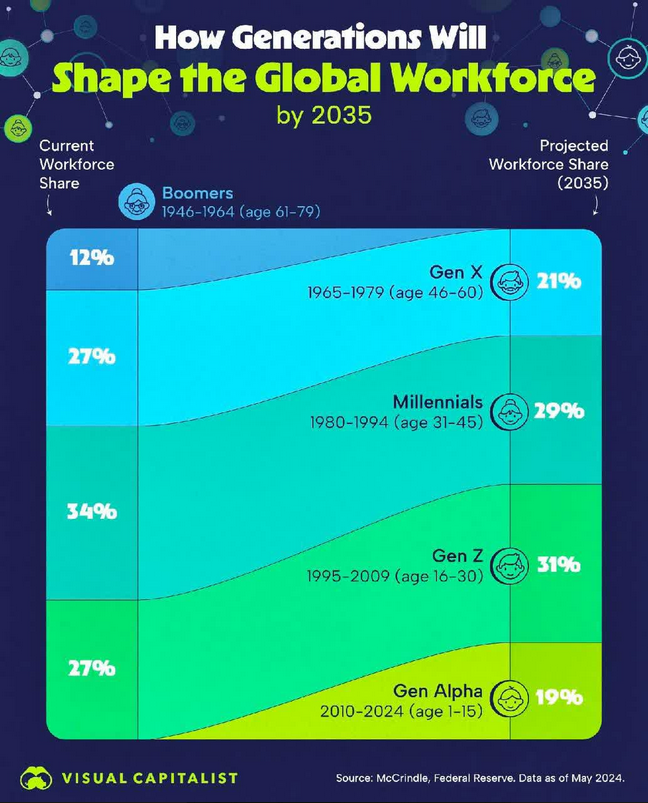 How Generations Will
Shape the Global Workforce
by 2035
Current
Workforce
Share
Projected
Workforce Share
(2035)
Boomers
1946-1964 (age 61-79)
12%
Gen X
1965-1979 (age 46-60)
21%
27%
Millennials
1980-1994 (age 31-45)
29%
34%
Gen Z
1995-2009 (age 16-30)
31%
27%
Gen Alpha
2010-2024 (age 1-15)
19%
VISUAL CAPITALIST
Source: McCrindle, Federal Reserve. Data as of May 2024.